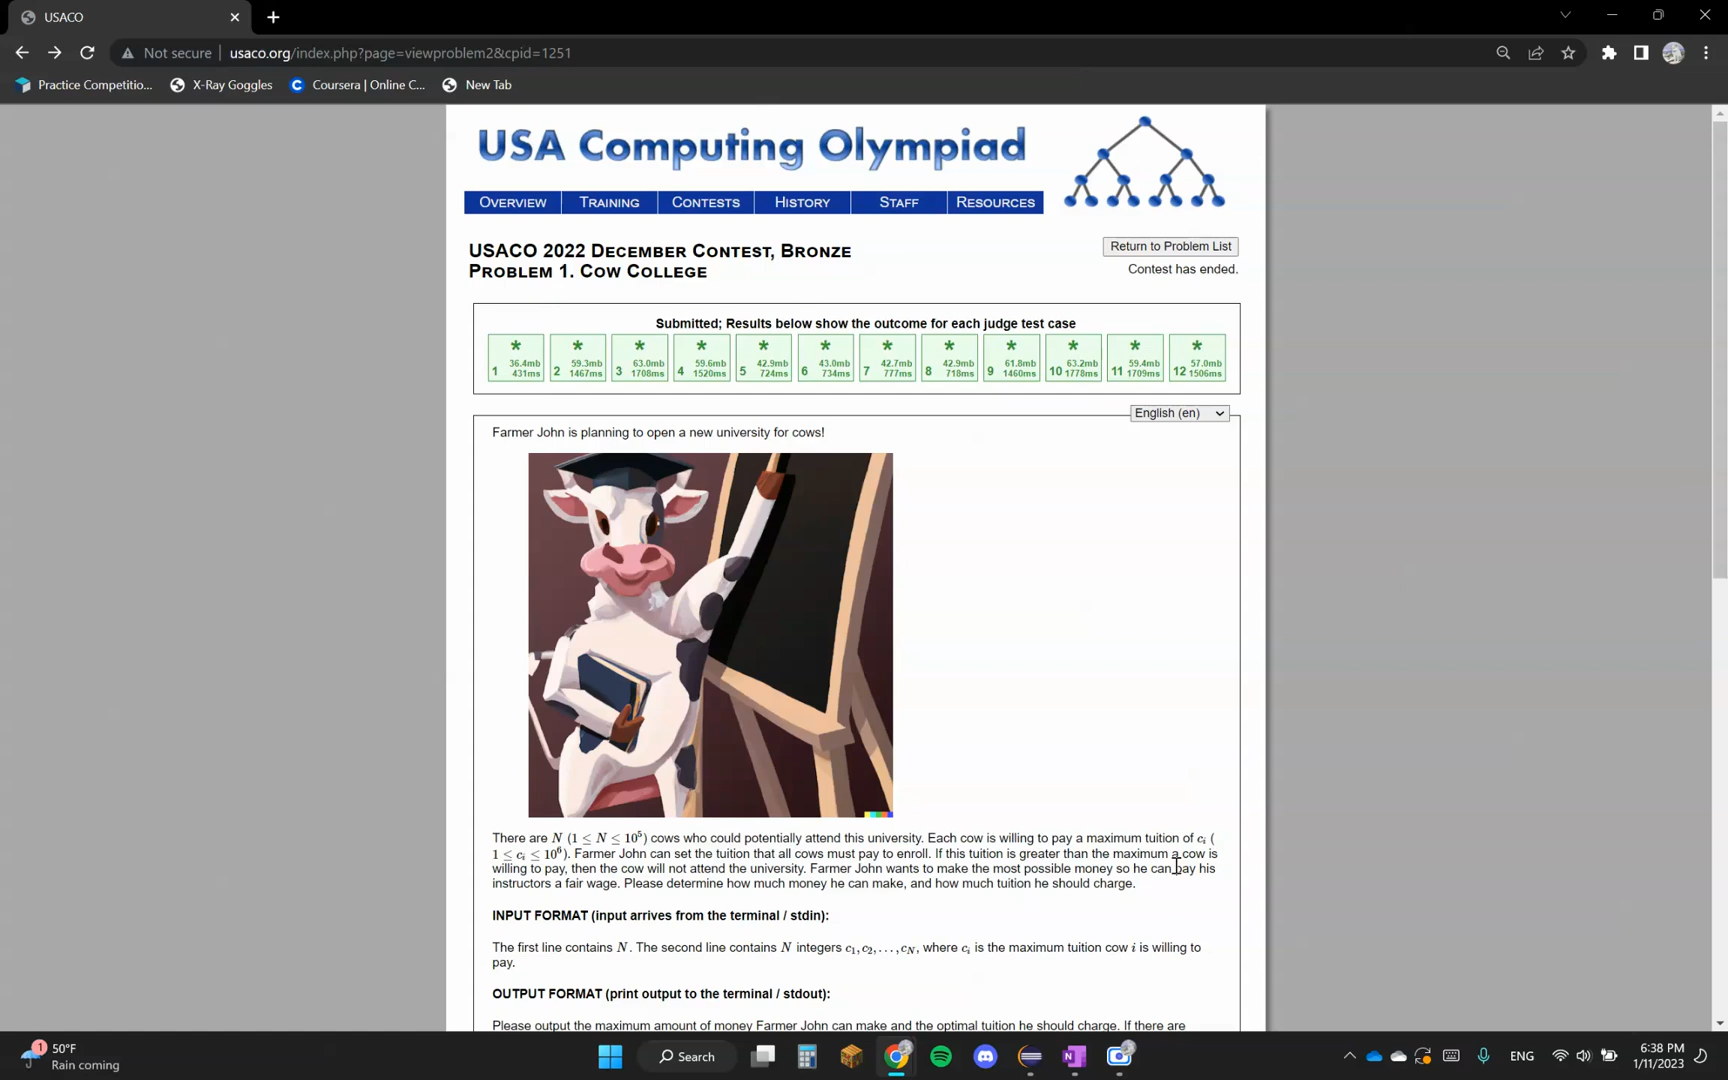 USACO
Not secure
usaco.org/index.php?page=viewproblem2&cpid=1251
Practice Competitio...
X-Ray Goggles
Coursera | Online C...
New Tab
USA Computing Olympiad
OVERVIEW
TRAINING
CONTESTS
HISTORY
STAFF
RESOURCES
USACO 2022 DECEMBER CONTEST, BRONZE
PROBLEM 1. COW COLLEGE
Return to Problem List
Contest has ended.
Submitted; Results below show the outcome for each judge test case
* 1 36.4mb 431ms
* 2 59.3mb 1467ms
* 3 63.0mb 1708ms
* 4 59.6mb 1520ms
* 5 42.9mb 724ms
* 6 43.0mb 734ms
* 7 42.7mb 777ms
* 8 42.9mb 718ms
* 9 61.8mb 1460ms
* 10 63.2mb 1778ms
* 11 59.4mb 1709ms
* 12 57.0mb 1506ms
English (en)
Farmer John is planning to open a new university for cows!
There are N (1 ≤ N ≤ 10⁵) cows who could potentially attend this university. Each cow is willing to pay a maximum tuition of cᵢ (
1 ≤ cᵢ ≤ 10⁶). Farmer John can set the tuition that all cows must pay to enroll. If this tuition is greater than the maximum a cow is
willing to pay, then the cow will not attend the university. Farmer John wants to make the most possible money so he can pay his
instructors a fair wage. Please determine how much money he can make, and how much tuition he should charge.
INPUT FORMAT (input arrives from the terminal / stdin):
The first line contains N. The second line contains N integers c₁, c₂, . . . , c_N, where cᵢ is the maximum tuition cow i is willing to
pay.
OUTPUT FORMAT (print output to the terminal / stdout):
Please output the maximum amount of money Farmer John can make and the optimal tuition he should charge. If there are
1
50°F
Rain coming
Search
ENG
6:38 PM
1/11/2023